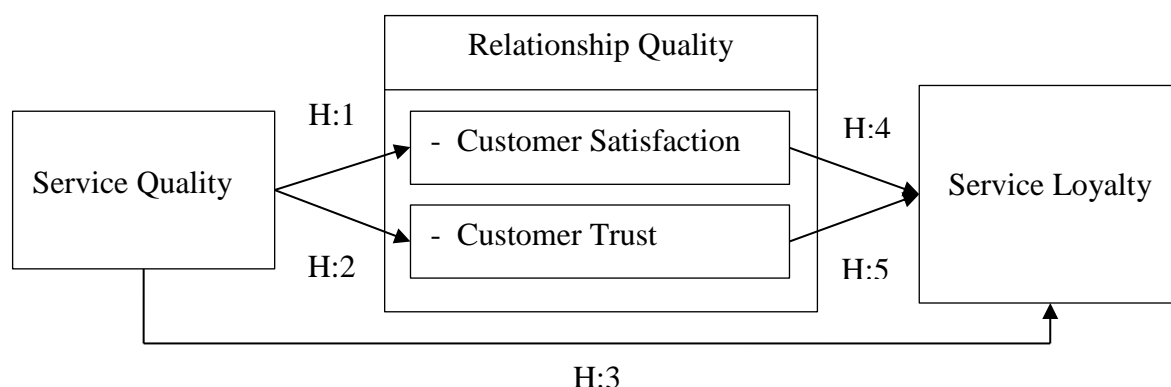 Relationship Quality
H:1
- Customer Satisfaction
H:4
Service Quality
Service Loyalty
- Customer Trust
H:2
H:5
H:3